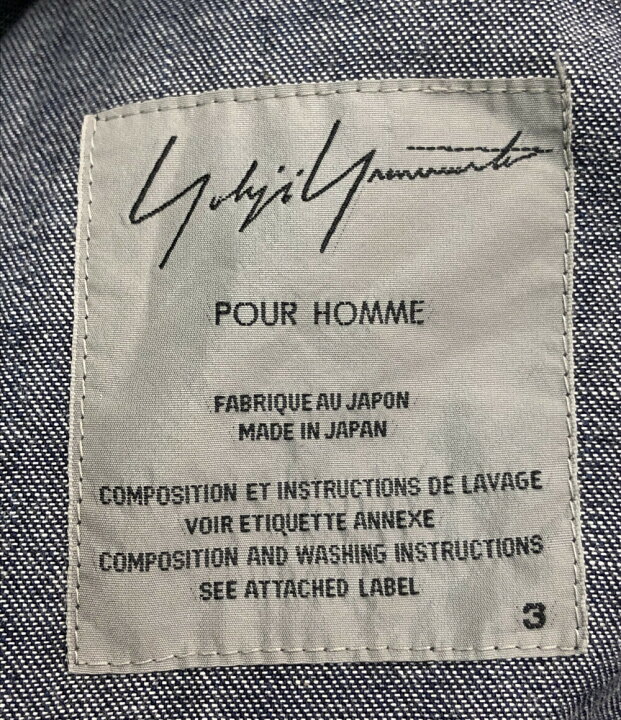 Yohji Yamamoto
POUR HOMME
FABRIQUE AU JAPON
MADE IN JAPAN
COMPOSITION ET INSTRUCTIONS DE LAVAGE
VOIR ETIQUETTE ANNEXE
COMPOSITION AND WASHING INSTRUCTIONS
SEE ATTACHED LABEL
3